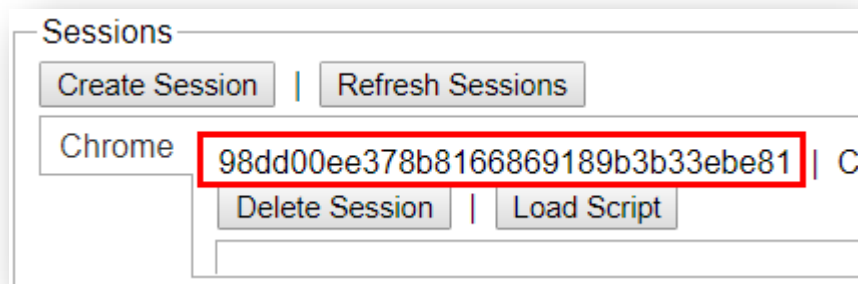 Sessions
Create Session | Refresh Sessions
Chrome 98dd00ee378b8166869189b3b33ebe81 | C
Delete Session | Load Script